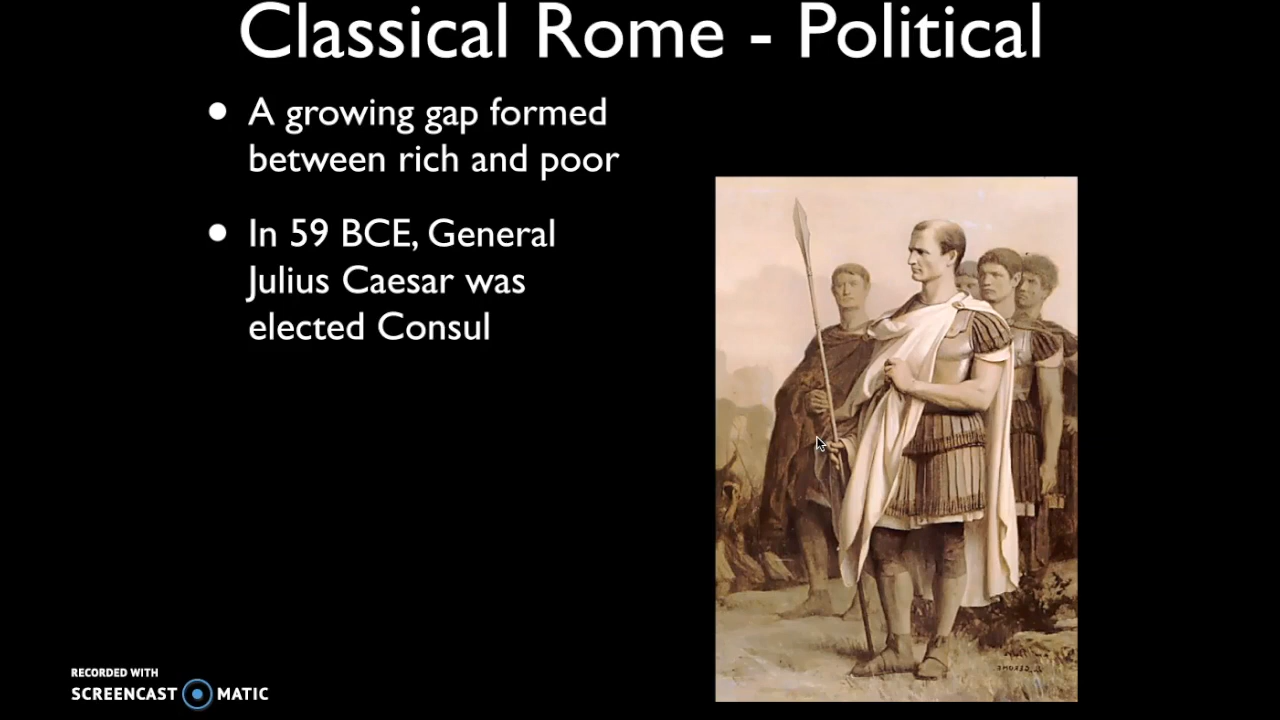 Classical Rome - Political
• A growing gap formed
between rich and poor
• In 59 BCE, General
Julius Caesar was
elected Consul
RECORDED WITH
SCREENCAST MATIC